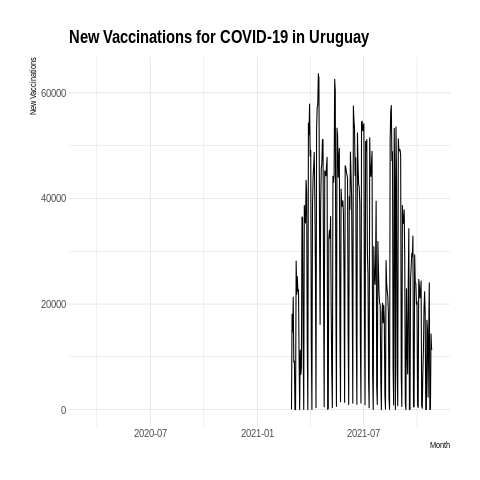 New Vaccinations for COVID-19 in Uruguay
New Vaccinations
60000
40000
20000
0
2020-07
2021-01
2021-07
Month